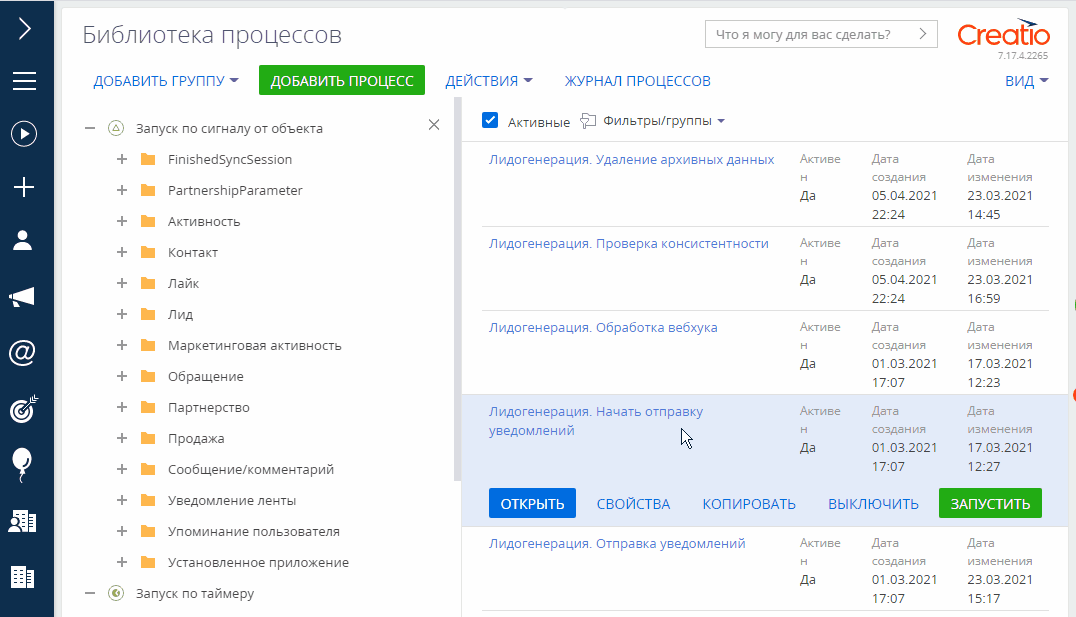 Библиотека процессов
Что я могу для вас сделать?
Creatio
7.17.4.2265
ДОБАВИТЬ ГРУППУ
ДОБАВИТЬ ПРОЦЕСС
ДЕЙСТВИЯ
ЖУРНАЛ ПРОЦЕССОВ
ВИД
Запуск по сигналу от объекта
FinishedSyncSession
PartnershipParameter
Активность
Контакт
Лайк
Лид
Маркетинговая активность
Обращение
Партнерство
Продажа
Сообщение/комментарий
Уведомление ленты
Упоминание пользователя
Установленное приложение
Запуск по таймеру
Активные
Фильтры/группы
Лидогенерация. Удаление архивных данных
Активе
н
Да
Дата
создания
05.04.2021
22:24
Дата
изменения
23.03.2021
14:45
Лидогенерация. Проверка консистентности
Активе
н
Да
Дата
создания
05.04.2021
22:24
Дата
изменения
23.03.2021
16:59
Лидогенерация. Обработка вебхука
Активе
н
Да
Дата
создания
01.03.2021
17:07
Дата
изменения
17.03.2021
12:23
Лидогенерация. Начать отправку
уведомлений
Активе
н
Да
Дата
создания
01.03.2021
17:07
Дата
изменения
17.03.2021
12:27
ОТКРЫТЬ
СВОЙСТВА
КОПИРОВАТЬ
ВЫКЛЮЧИТЬ
ЗАПУСТИТЬ
Лидогенерация. Отправка уведомлений
Активе
н
Да
Дата
создания
01.03.2021
17:07
Дата
изменения
23.03.2021
15:17